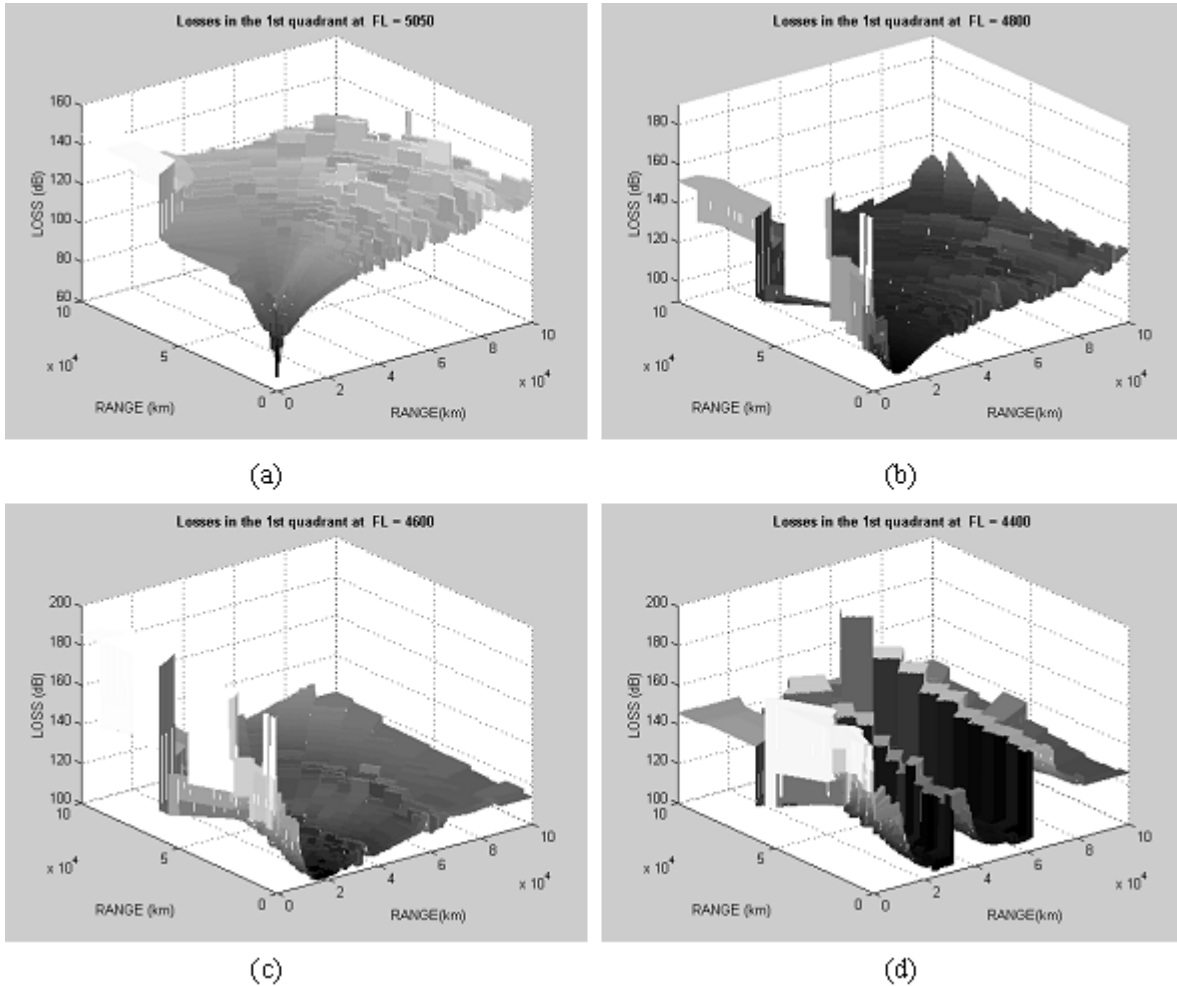 Losses in the 1st quadrant at FL = 5050
160
140
120
100
80
60
LOSS (dB)
10
5
0
x 10^4
RANGE (km)
0
2
4
6
8
10
x 10^4
RANGE(km)
(a)
Losses in the 1st quadrant at FL = 4800
180
160
140
120
100
LOSS (dB)
10
5
0
x 10^4
RANGE (km)
0
2
4
6
8
10
x 10^4
RANGE(km)
(b)
Losses in the 1st quadrant at FL = 4600
200
180
160
140
120
100
LOSS (dB)
10
5
0
x 10^4
RANGE (km)
0
2
4
6
8
10
x 10^4
RANGE(km)
(c)
Losses in the 1st quadrant at FL = 4400
200
180
160
140
120
100
LOSS (dB)
10
5
0
x 10^4
RANGE (km)
0
2
4
6
8
10
x 10^4
RANGE(km)
(d)